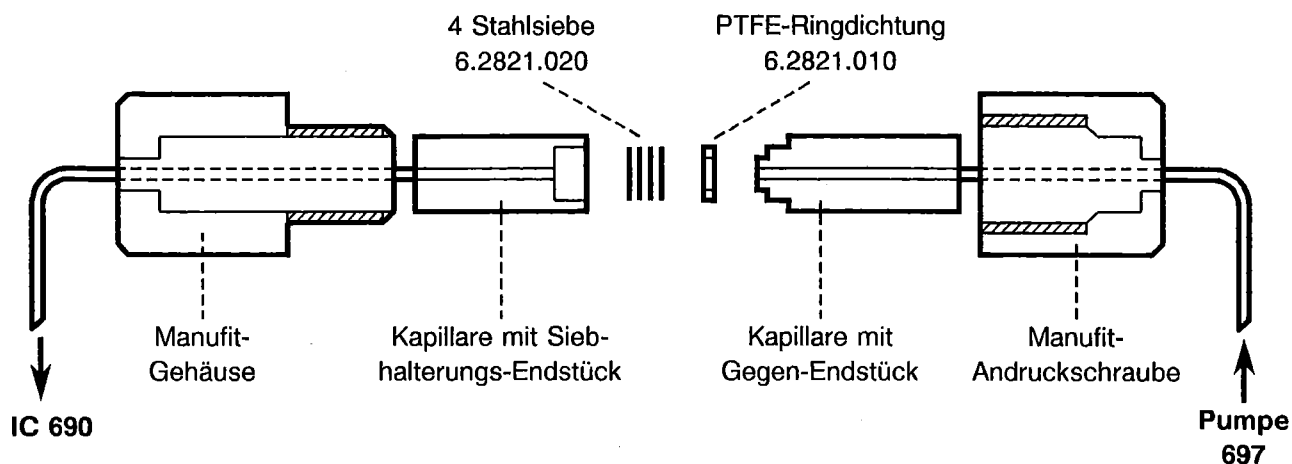 4 Stahlsiebe
6.2821.020
PTFE-Ringdichtung
6.2821.010
Manufit-
Gehäuse
Kapillare mit Sieb-
halterungs-Endstück
Kapillare mit
Gegen-Endstück
Manufit-
Andruckschraube
IC 690
Pumpe
697